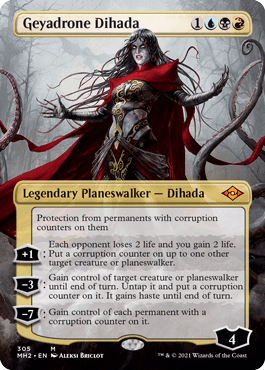 Geyadrone Dihada 1
Legendary Planeswalker — Dihada
Protection from permanents with corruption
counters on them
Each opponent loses 2 life and you gain 2 life.
+1: Put a corruption counter on up to one other
target creature or planeswalker.
Gain control of target creature or planeswalker
-3: until end of turn. Untap it and put a corruption
counter on it. It gains haste until end of turn.
-7: Gain control of each permanent with a
corruption counter on it.
4
305 M
MH2 • EN ALEKSI BRICLOT ™ & © 2021 Wizards of the Coast